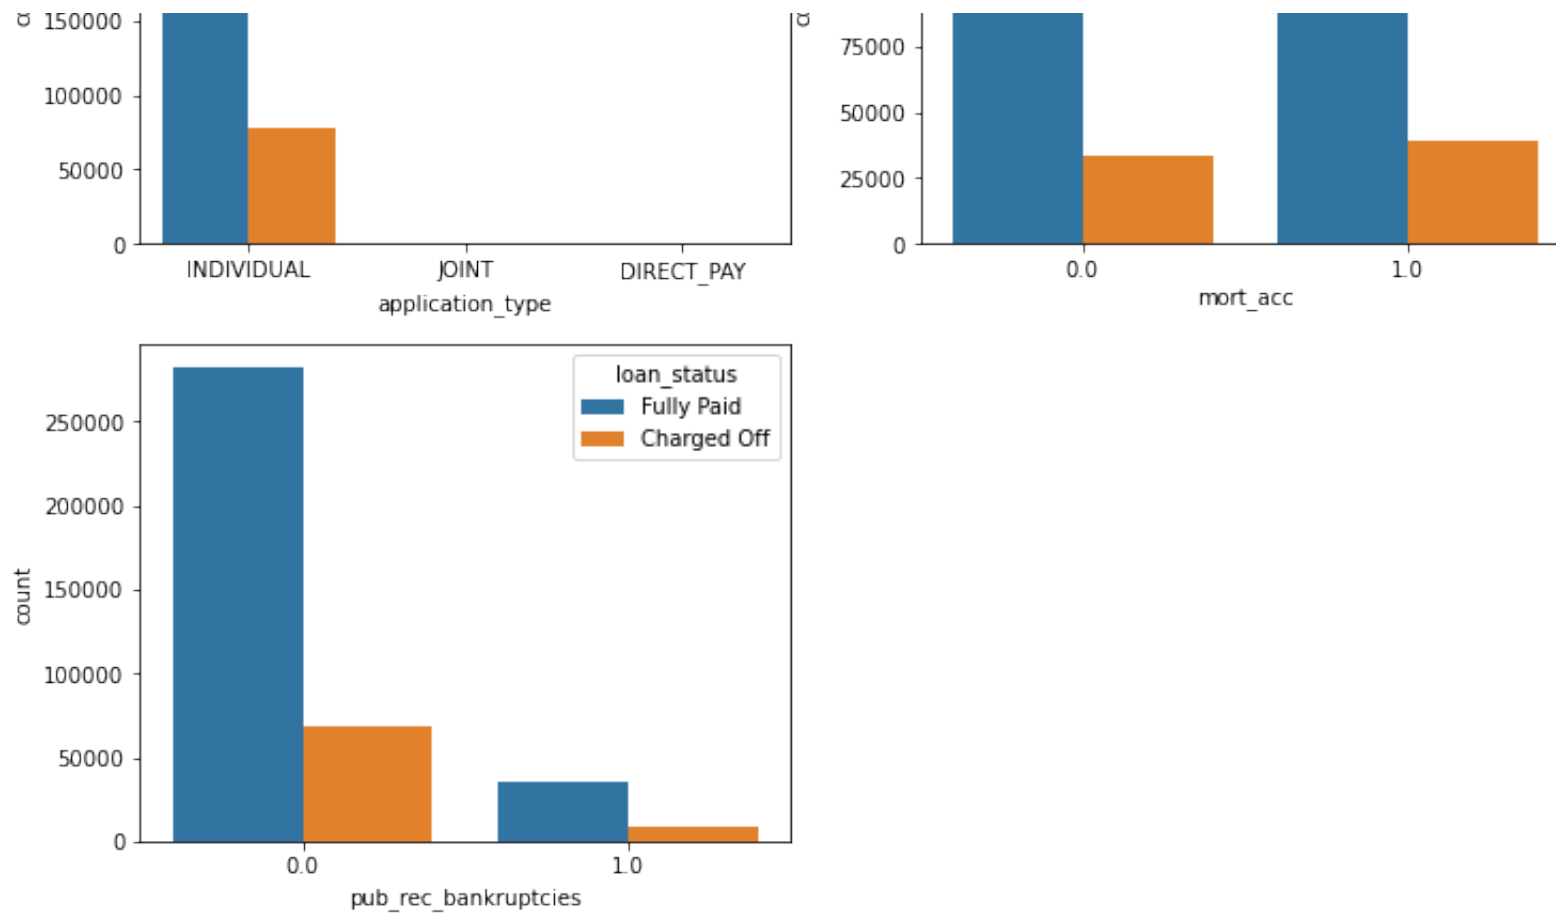 150000
100000
50000
0
INDIVIDUAL JOINT DIRECT_PAY
application_type
75000
50000
25000
0
0.0 1.0
mort_acc
loan_status
Fully Paid
Charged Off
count
250000
200000
150000
100000
50000
0
0.0 1.0
pub_rec_bankruptcies